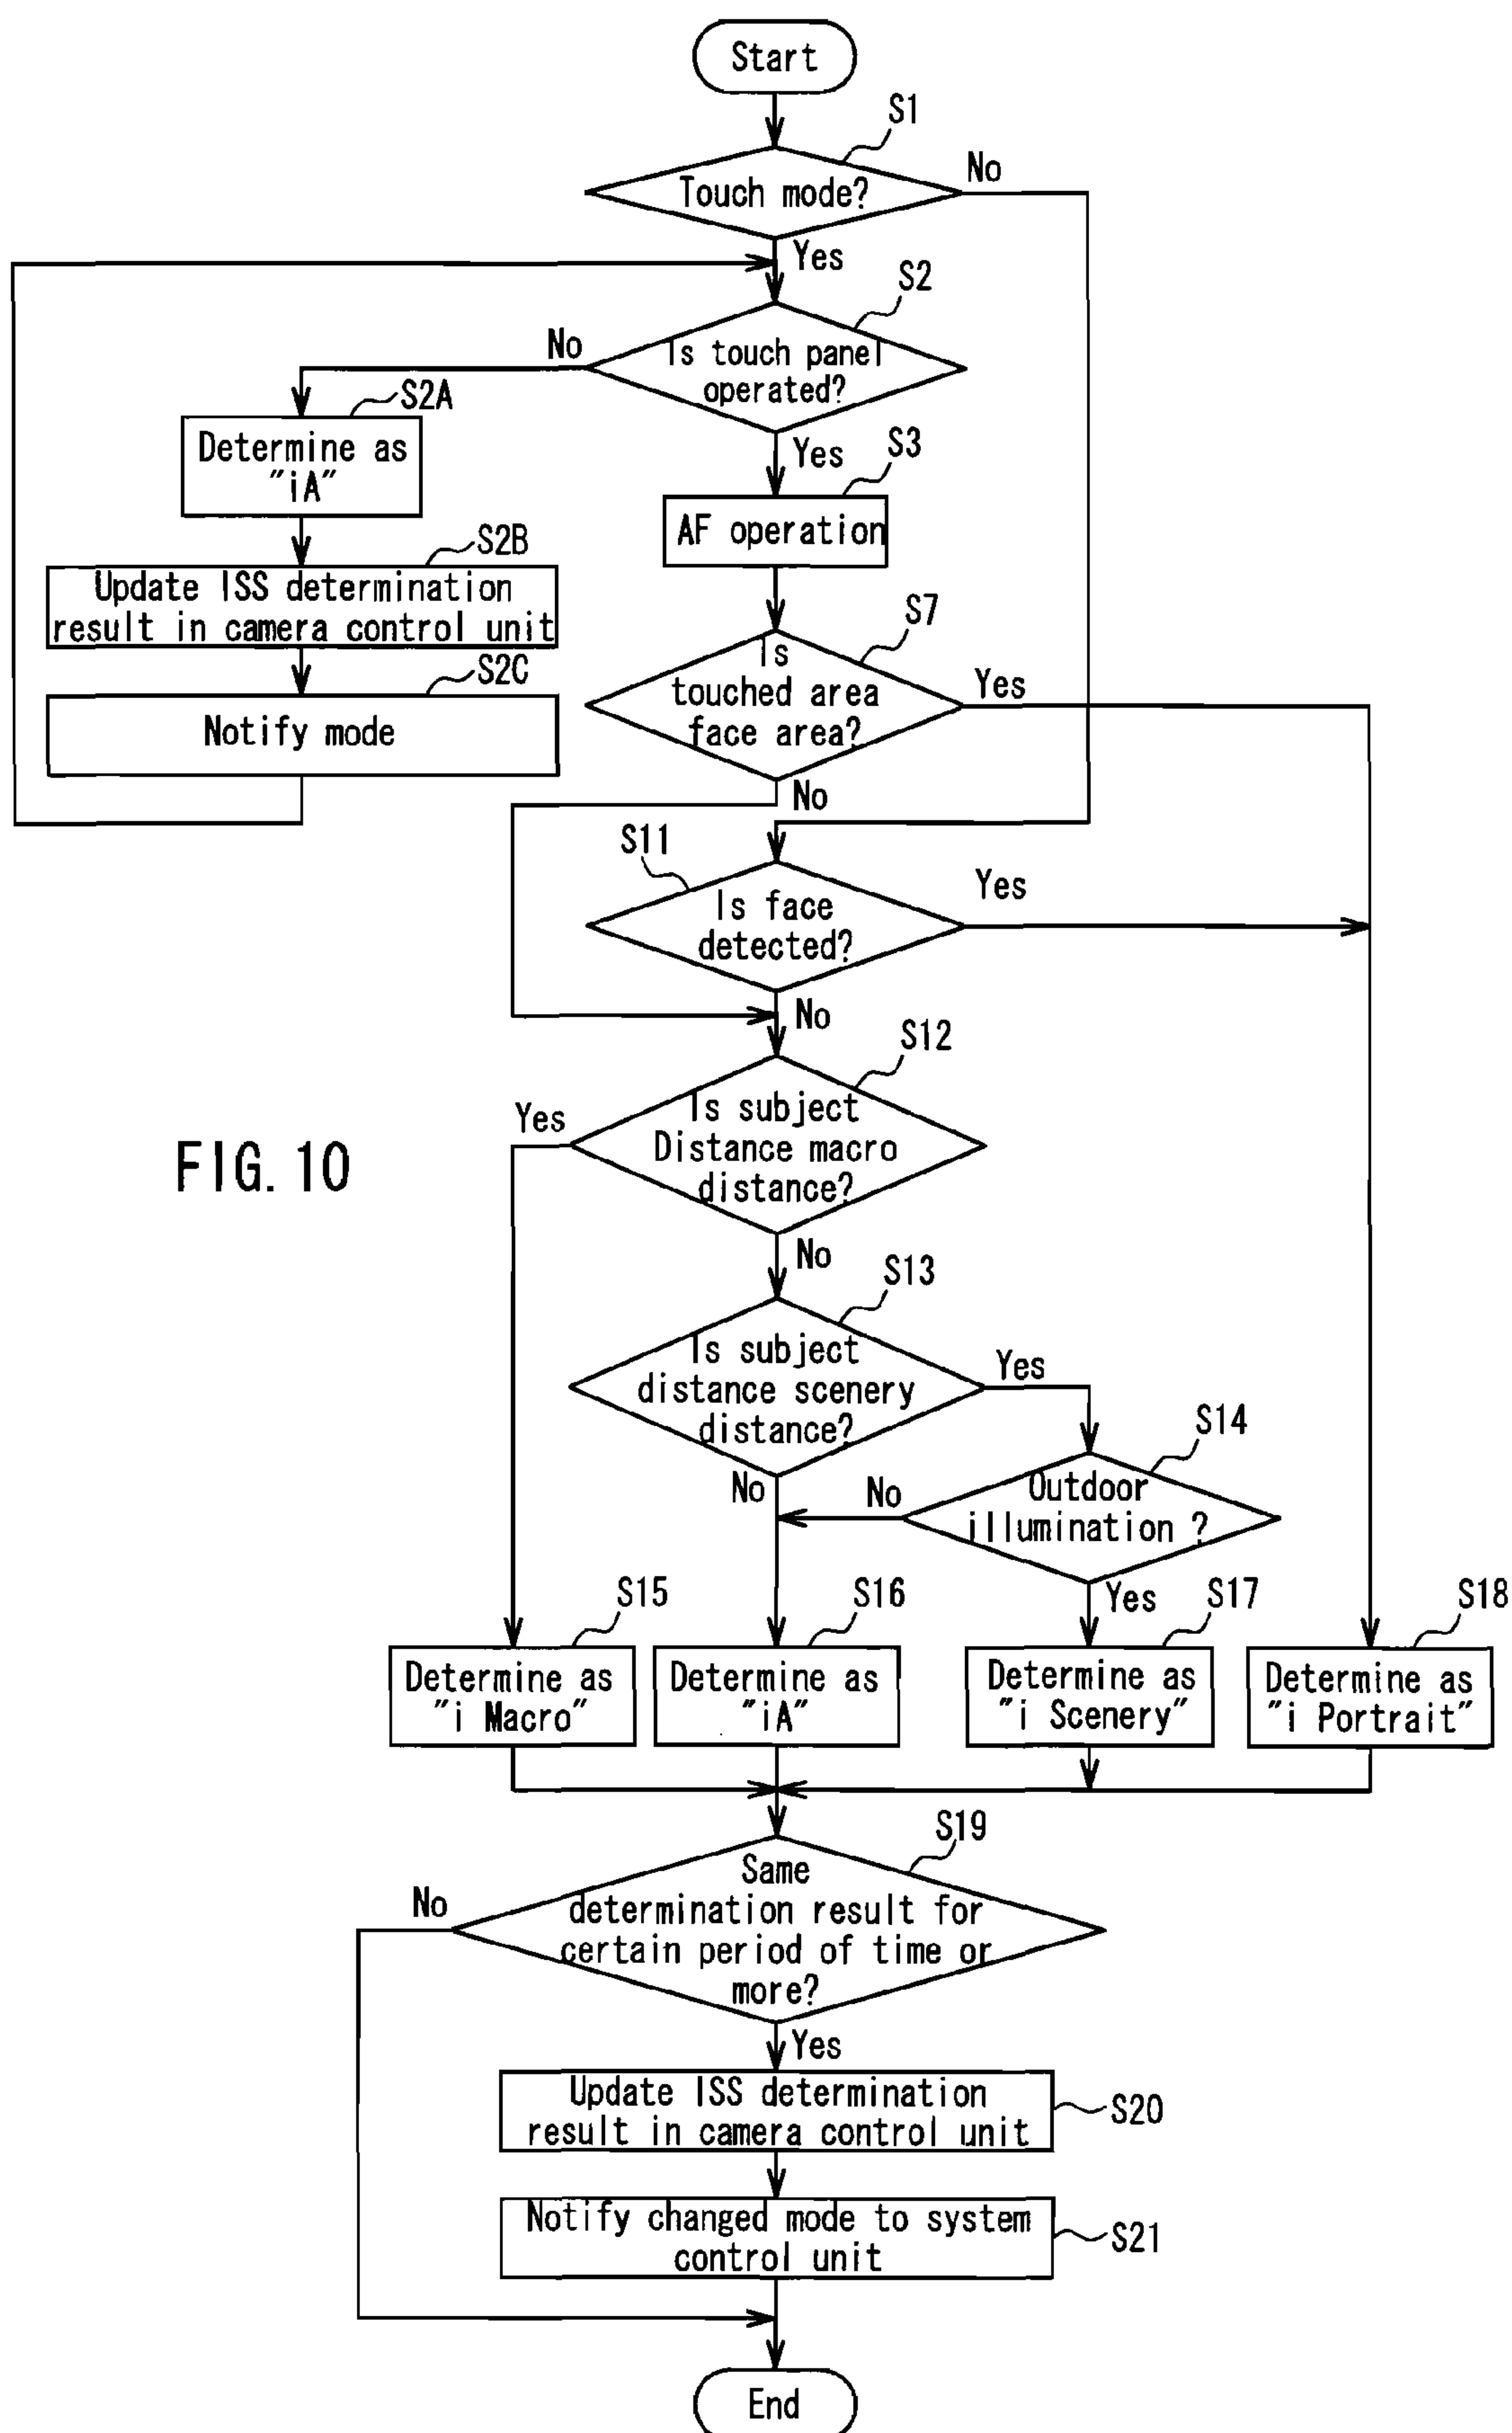 Start
S1
Touch mode?
No
Yes
S2
Is touch panel
operated?
No
S2A
Determine as
"iA"
S2B
Update ISS determination
result in camera control unit
S2C
Notify mode
Yes
S3
AF operation
S7
Is
touched area
face area?
Yes
No
S11
Is face
detected?
Yes
No
S12
Is subject
Distance macro
distance?
Yes
FIG. 10
No
S13
Is subject
distance scenery
distance?
Yes
S14
Outdoor
illumination ?
No
No
Yes
S15
Determine as
"i Macro"
S16
Determine as
"iA"
S17
Determine as
"i Scenery"
S18
Determine as
"i Portrait"
S19
Same
determination result for
certain period of time or
more?
No
Yes
Update ISS determination
result in camera control unit
S20
Notify changed mode to system
control unit
S21
End